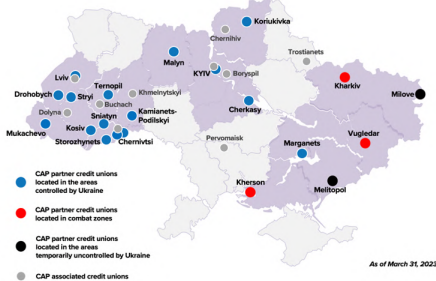 Koriukivka
Chernihiv
Malyn
Trostianets
KYIV
Boryspil
Lviv
Ternopil
Khmelnytskyi
Kharkiv
Drohobych
Stryi
Buchach
Milove
Dolyna
Sniatyn
Kamianets-
Podilskyi
Cherkasy
Mukachevo
Kosiv
Storozhynets
Chernivtsi
Pervomaisk
Marganets
Vugledar
Kherson
Melitopol
CAP partner credit unions
located in the areas
controlled by Ukraine
CAP partner credit unions
located in combat zones
CAP partner credit unions
located in the areas
temporarily uncontrolled by Ukraine
CAP associated credit unions
As of March 31, 2023